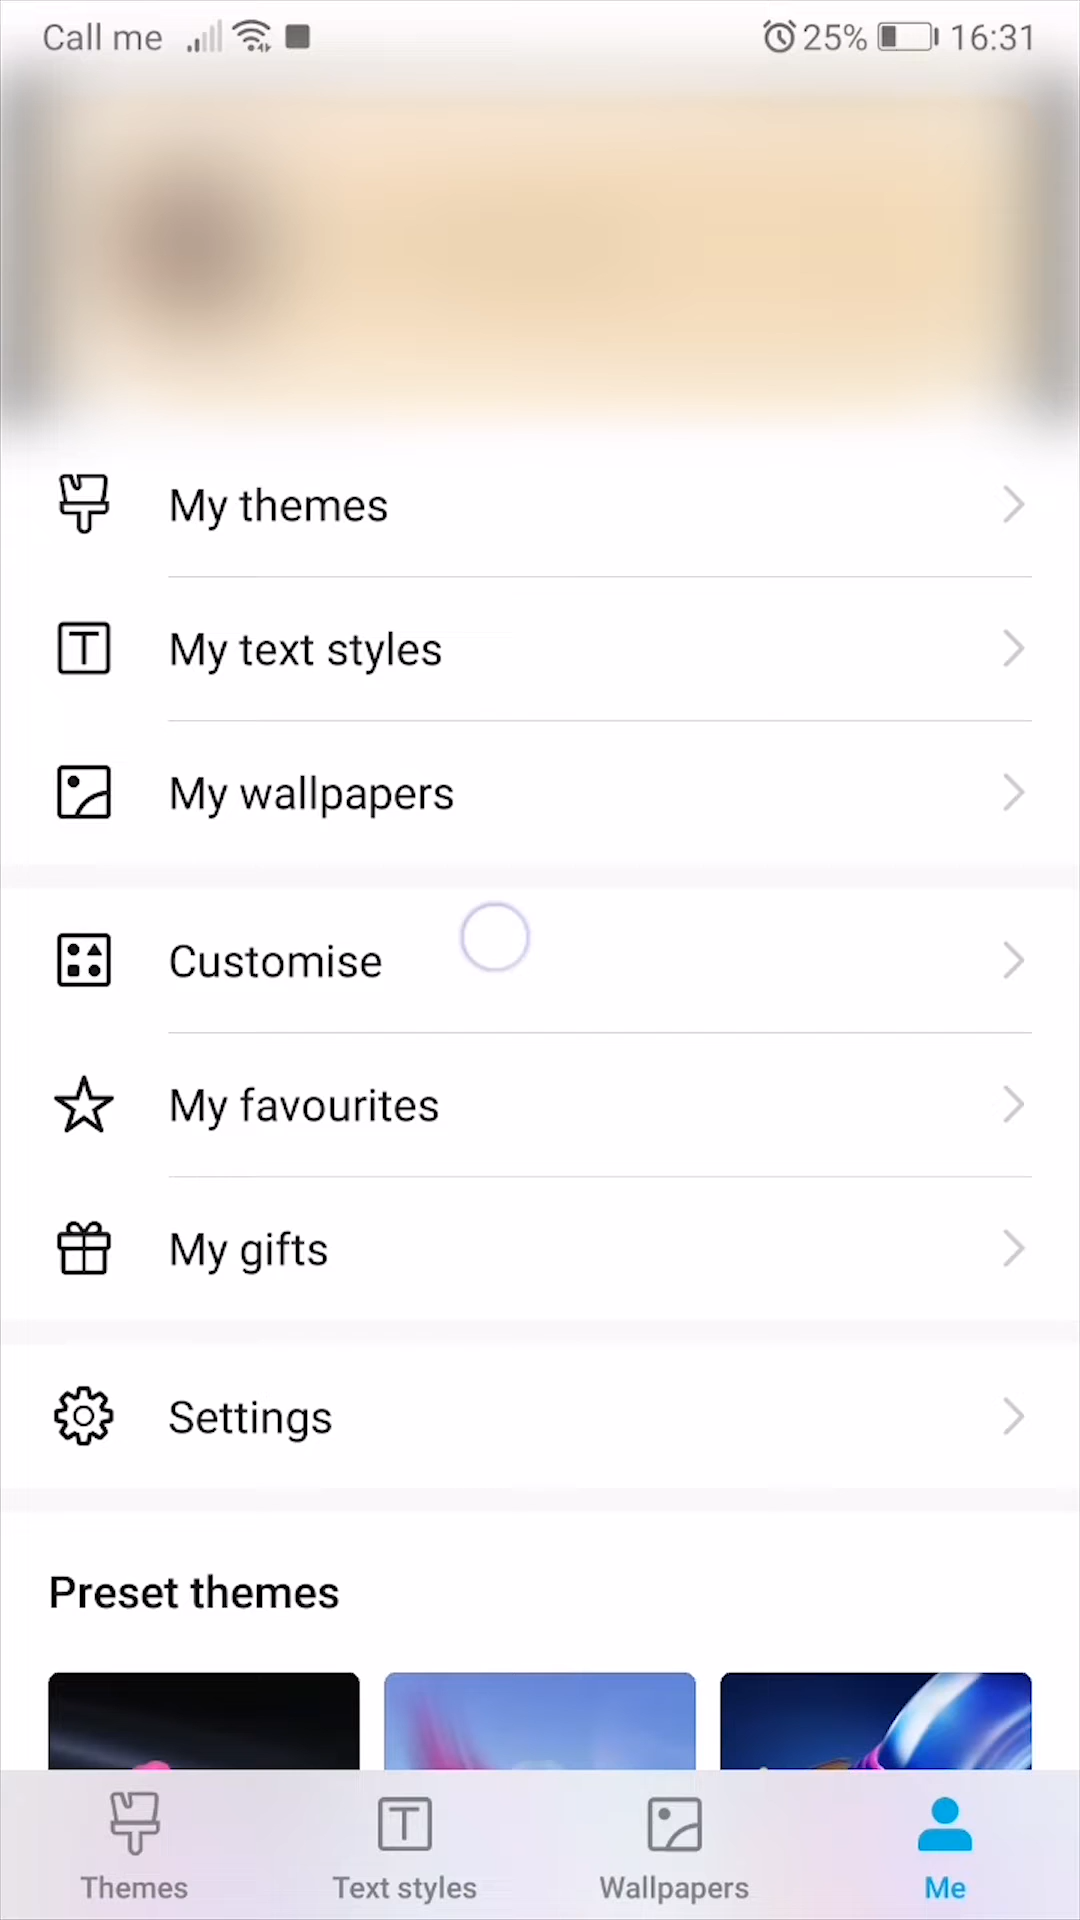 Call me 25% 16:31
My themes
My text styles
My wallpapers
Customise
My favourites
My gifts
Settings
Preset themes
Themes Text styles Wallpapers Me